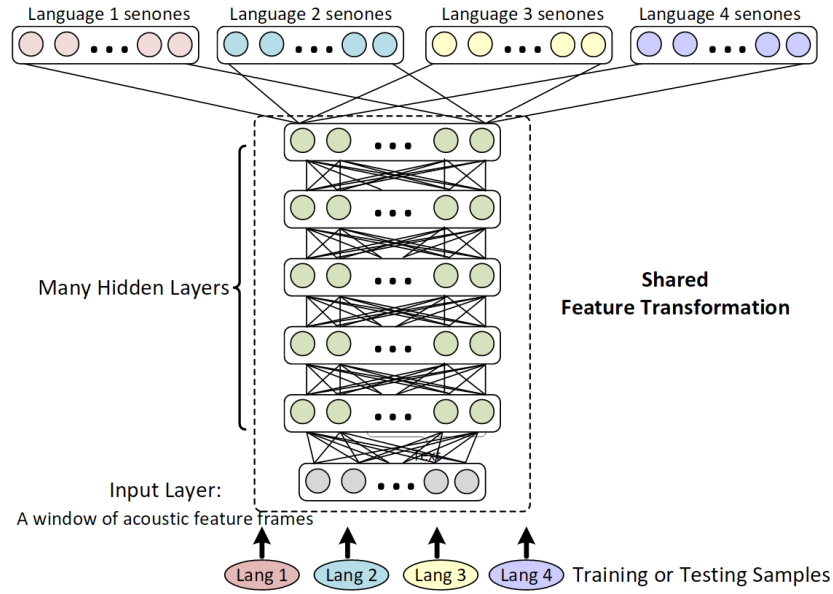 Language 1 senones
Language 2 senones
Language 3 senones
Language 4 senones
Many Hidden Layers
Shared
Feature Transformation
Input Layer:
A window of acoustic feature frames
Lang 1
Lang 2
Lang 3
Lang 4
Training or Testing Samples